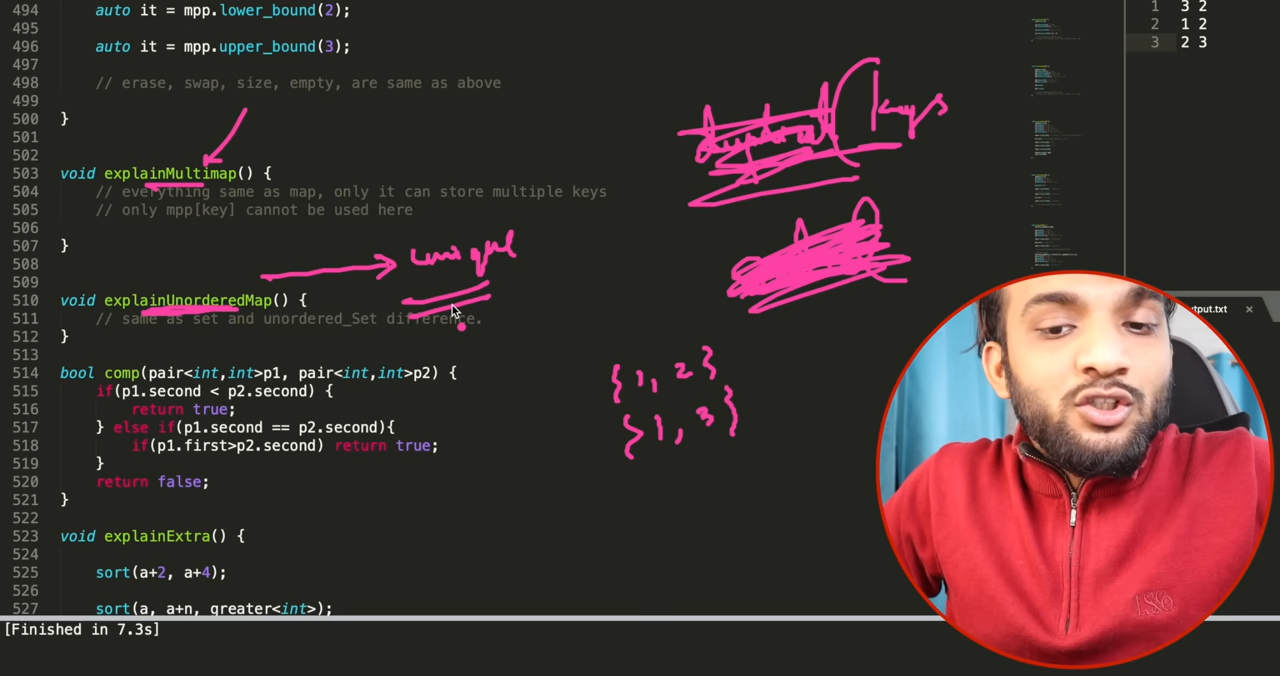 494 auto it = mpp.lower_bound(2);
495
496 auto it = mpp.upper_bound(3);
497
498 // erase, swap, size, empty, are same as above
499
500 }
501
502
503 void explainMultimap() {
504 // everything same as map, only it can store multiple keys
505 // only mpp[key] cannot be used here
506
507 }
508
509
510 void explainUnorderedMap() {
511 // same as set and unordered_Set difference.
512 }
513
514 bool comp(pair<int,int>p1, pair<int,int>p2) {
515 if(p1.second < p2.second) {
516 return true;
517 } else if(p1.second == p2.second){
518 if(p1.first>p2.second) return true;
519 }
520 return false;
521 }
522
523 void explainExtra() {
524
525 sort(a+2, a+4);
526
527 sort(a, a+n, greater<int>);
[Finished in 7.3s]
keys
unique
{1, 2}
{1, 3}
1 3 2
2 1 2
3 2 3
utput.txt ×